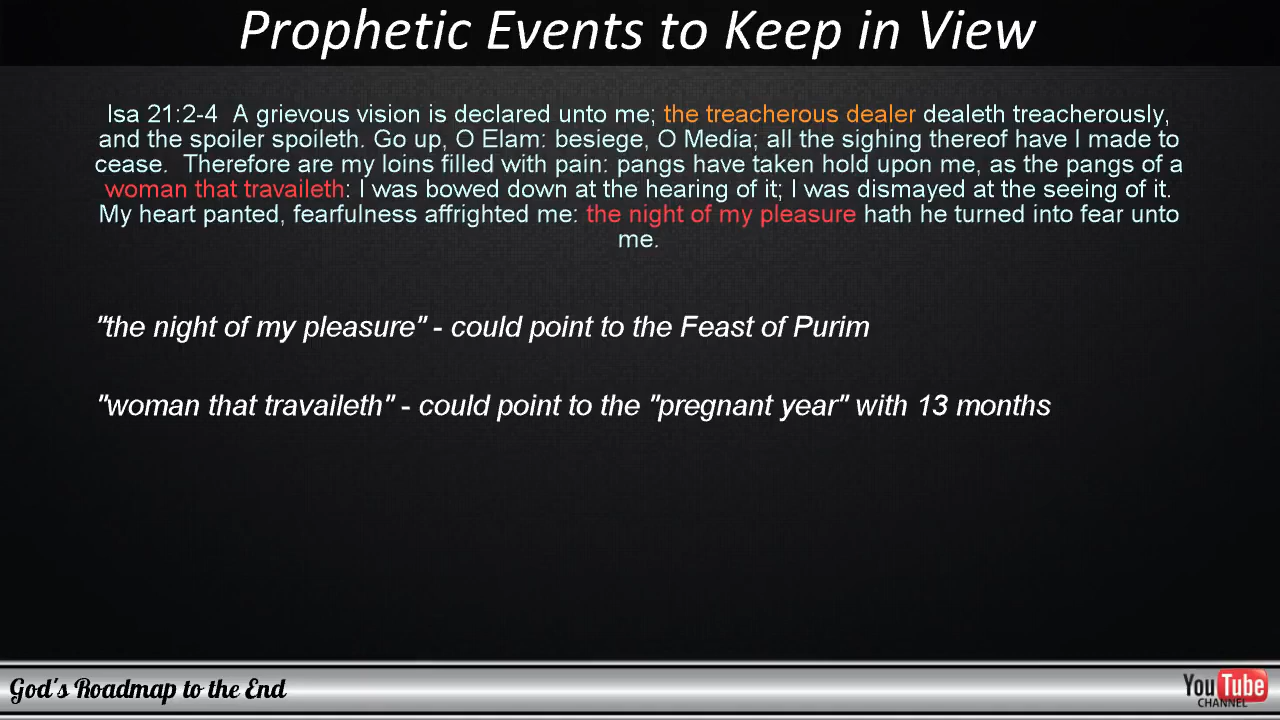 Prophetic Events to Keep in View
Isa 21:2-4  A grievous vision is declared unto me; the treacherous dealer dealeth treacherously,
and the spoiler spoileth. Go up, O Elam: besiege, O Media; all the sighing thereof have I made to
cease.  Therefore are my loins filled with pain: pangs have taken hold upon me, as the pangs of a
woman that travaileth: I was bowed down at the hearing of it; I was dismayed at the seeing of it.
My heart panted, fearfulness affrighted me: the night of my pleasure hath he turned into fear unto
me.
"the night of my pleasure" - could point to the Feast of Purim
"woman that travaileth" - could point to the "pregnant year" with 13 months
God's Roadmap to the End
YouTube
CHANNEL